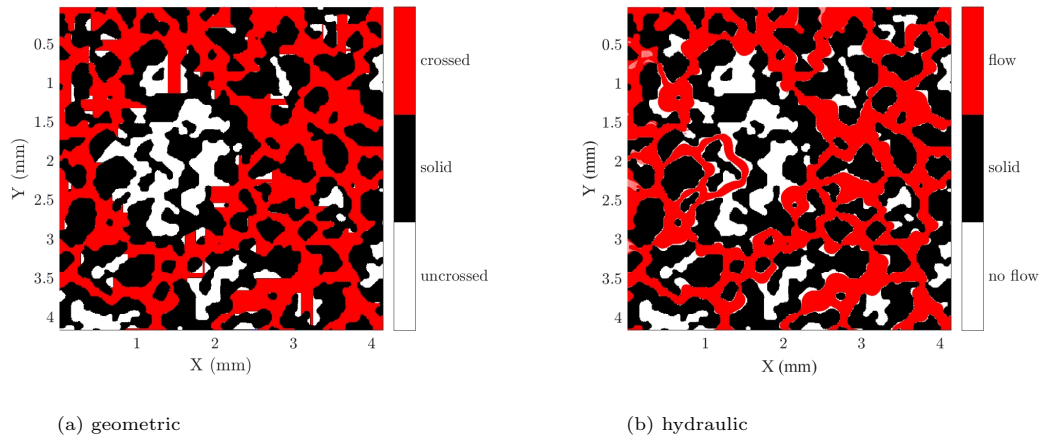 0.5
1
1.5
2
2.5
3
3.5
4
Y (mm)
1 2 3 4
X (mm)
crossed
solid
uncrossed
(a) geometric
0.5
1
1.5
2
2.5
3
3.5
4
Y (mm)
1 2 3 4
X (mm)
flow
solid
no flow
(b) hydraulic